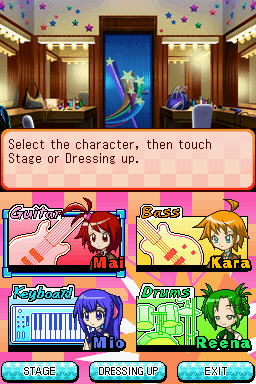 Select the character, then touch
Stage or Dressing up.
Guitar
Mai
Bass
Kara
Keyboard
Mio
Drums
Reena
STAGE
DRESSING UP
EXIT